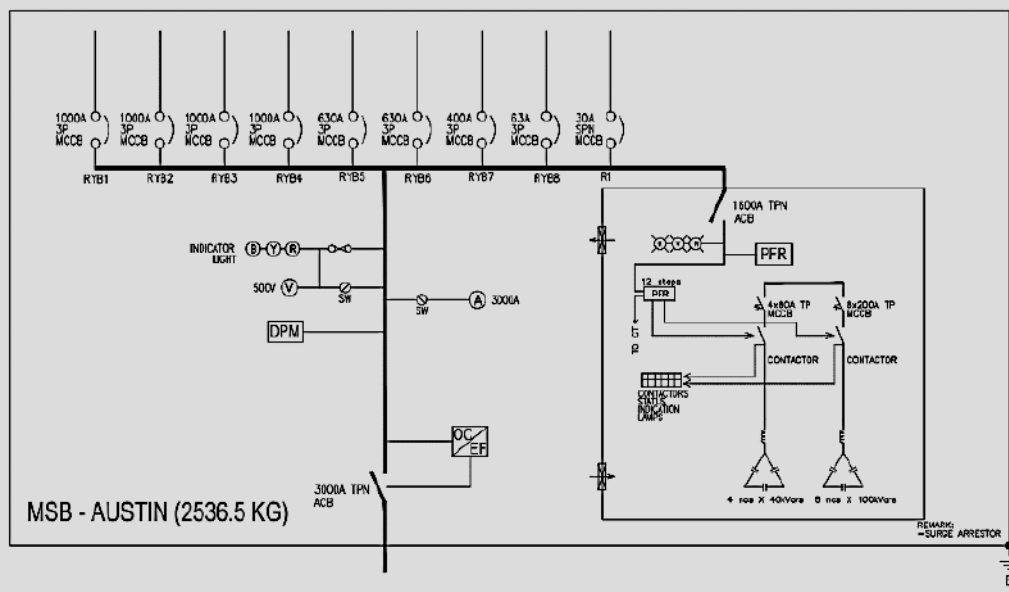 1000A
3P
MCCB
1000A
3P
MCCB
1000A
3P
MCCB
1000A
3P
MCCB
630A
3P
MCCB
630A
3P
MCCB
400A
3P
MCCB
63A
3P
MCCB
30A
SPN
MCCB
RYB1
RYB2
RYB3
RYB4
RYB5
RYB6
RYB7
RYB8
R1
1600A TPN
ACB
INDICATOR
LIGHT
B Y R
PFR
500V V
SW
12 steps
PFR
SW
A 3000A
4x80A TP
MCCB
8x200A TP
MCCB
DPM
TO CT
CONTACTOR
CONTACTOR
CONTACTORS
STATUS
INDICATION
LAMPS
OC
EF
3000A TPN
ACB
4 nos X 40kVars
8 nos X 100kVars
MSB - AUSTIN (2536.5 KG)
REMARK:
-SURGE ARRESTOR